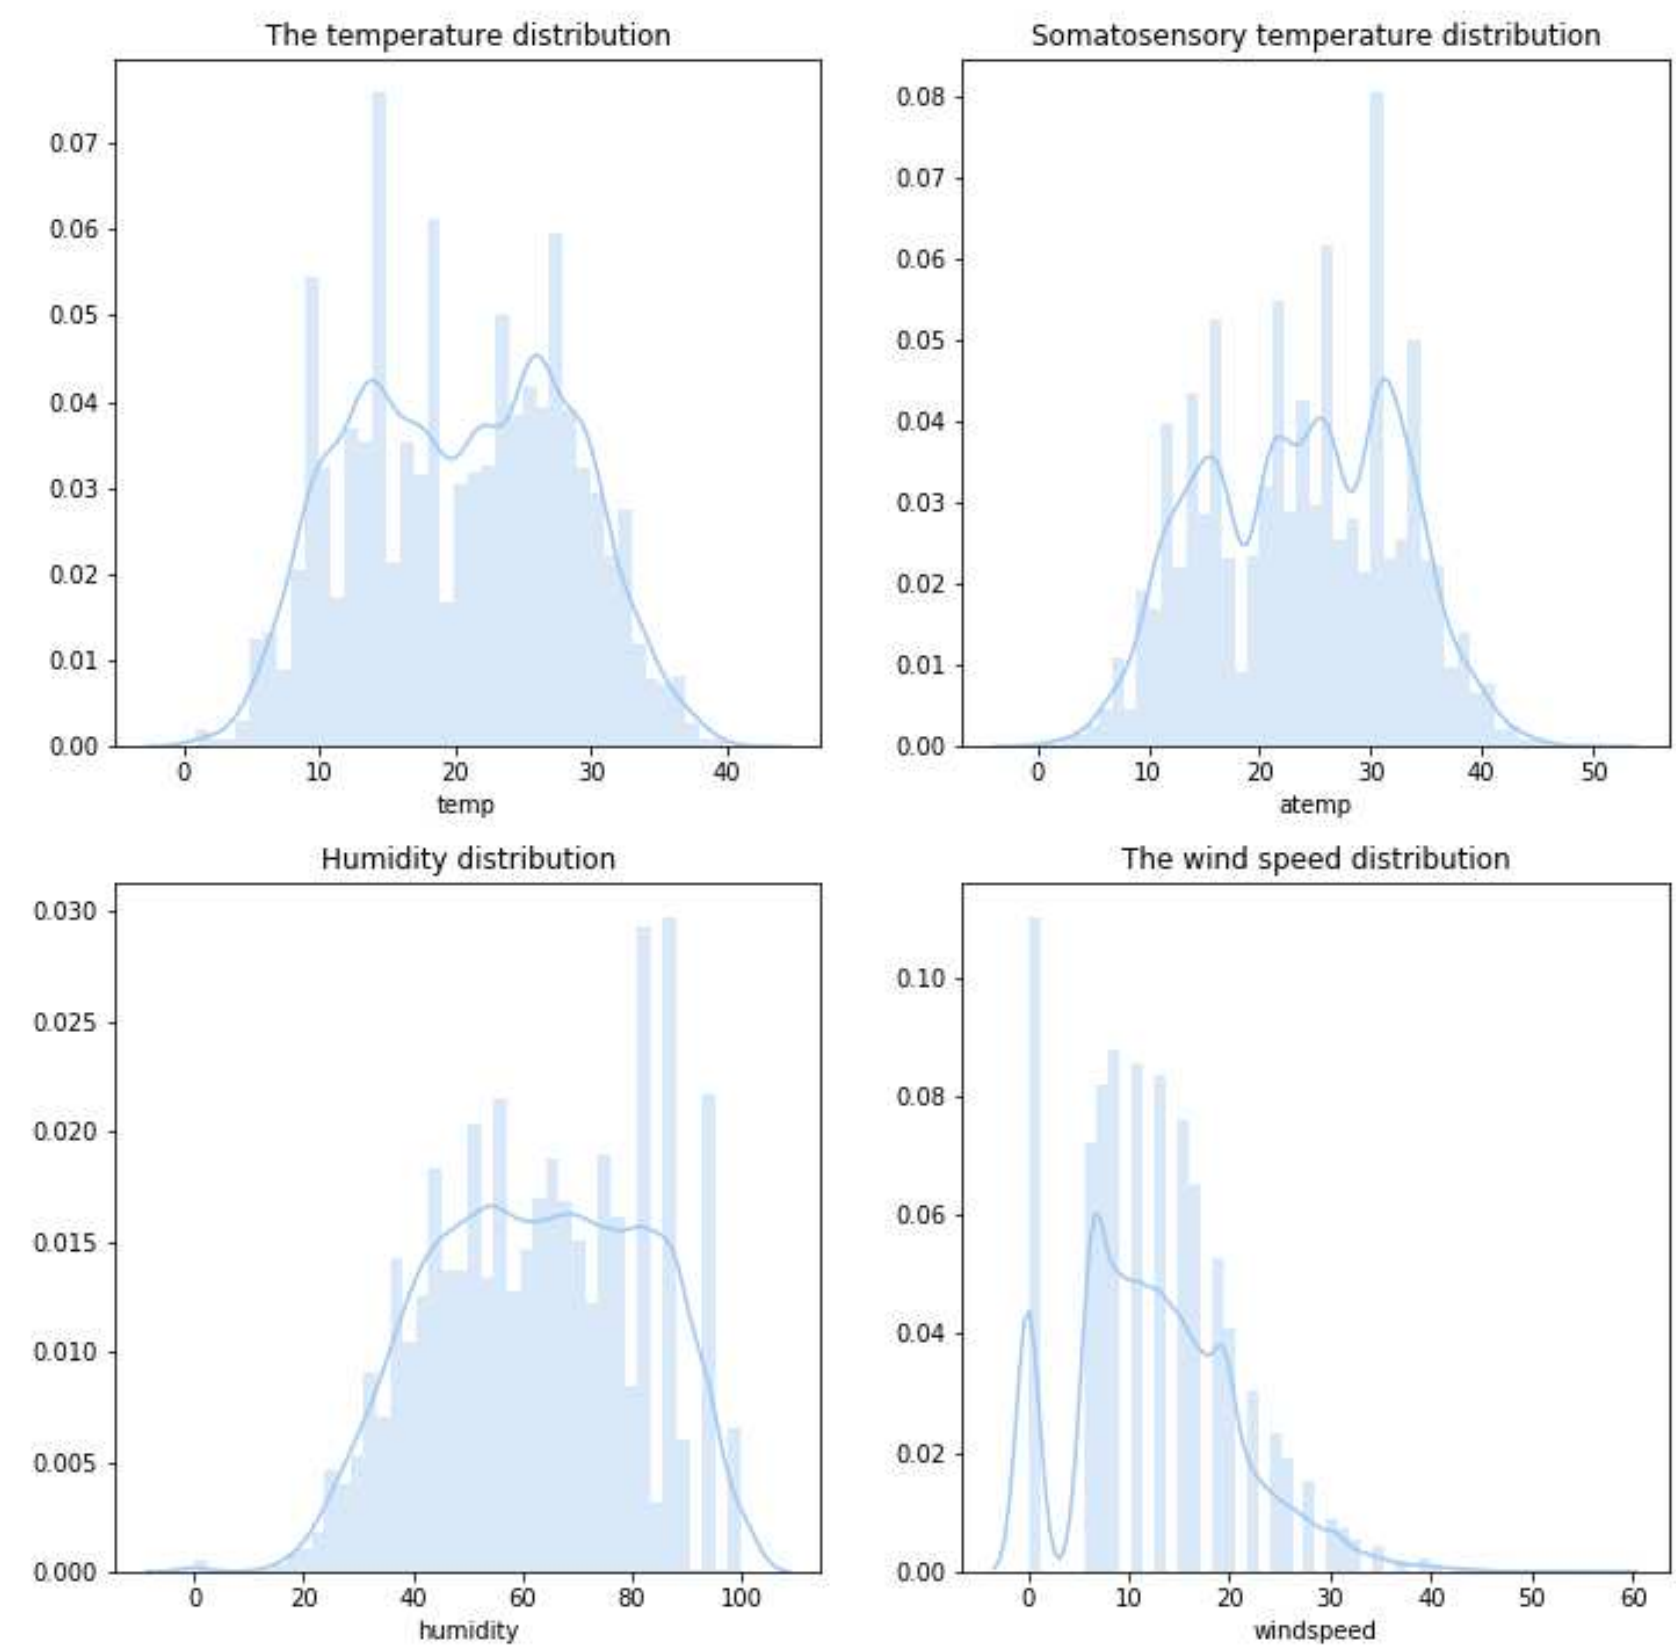 The temperature distribution
0.07
0.06
0.05
0.04
0.03
0.02
0.01
0.00
0 10 20 30 40
temp
Somatosensory temperature distribution
0.08
0.07
0.06
0.05
0.04
0.03
0.02
0.01
0.00
0 10 20 30 40 50
atemp
Humidity distribution
0.030
0.025
0.020
0.015
0.010
0.005
0.000
0 20 40 60 80 100
humidity
The wind speed distribution
0.10
0.08
0.06
0.04
0.02
0.00
0 10 20 30 40 50 60
windspeed